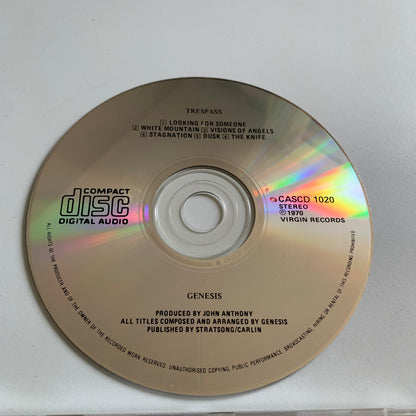 TRESPASS
1 LOOKING FOR SOMEONE
2 WHITE MOUNTAIN 3 VISIONS OF ANGELS
4 STAGNATION 5 DUSK 6 THE KNIFE
COMPACT
disc
DIGITAL AUDIO
CASCD 1020
STEREO
℗ 1970
VIRGIN RECORDS
GENESIS
PRODUCED BY JOHN ANTHONY
ALL TITLES COMPOSED AND ARRANGED BY GENESIS
PUBLISHED BY STRATSONG/CARLIN
ALL RIGHTS OF THE PRODUCER AND OF THE OWNER OF THE RECORDED WORK RESERVED. UNAUTHORISED COPYING, PUBLIC PERFORMANCE, BROADCASTING, HIRING OR RENTAL OF THIS RECORDING PROHIBITED